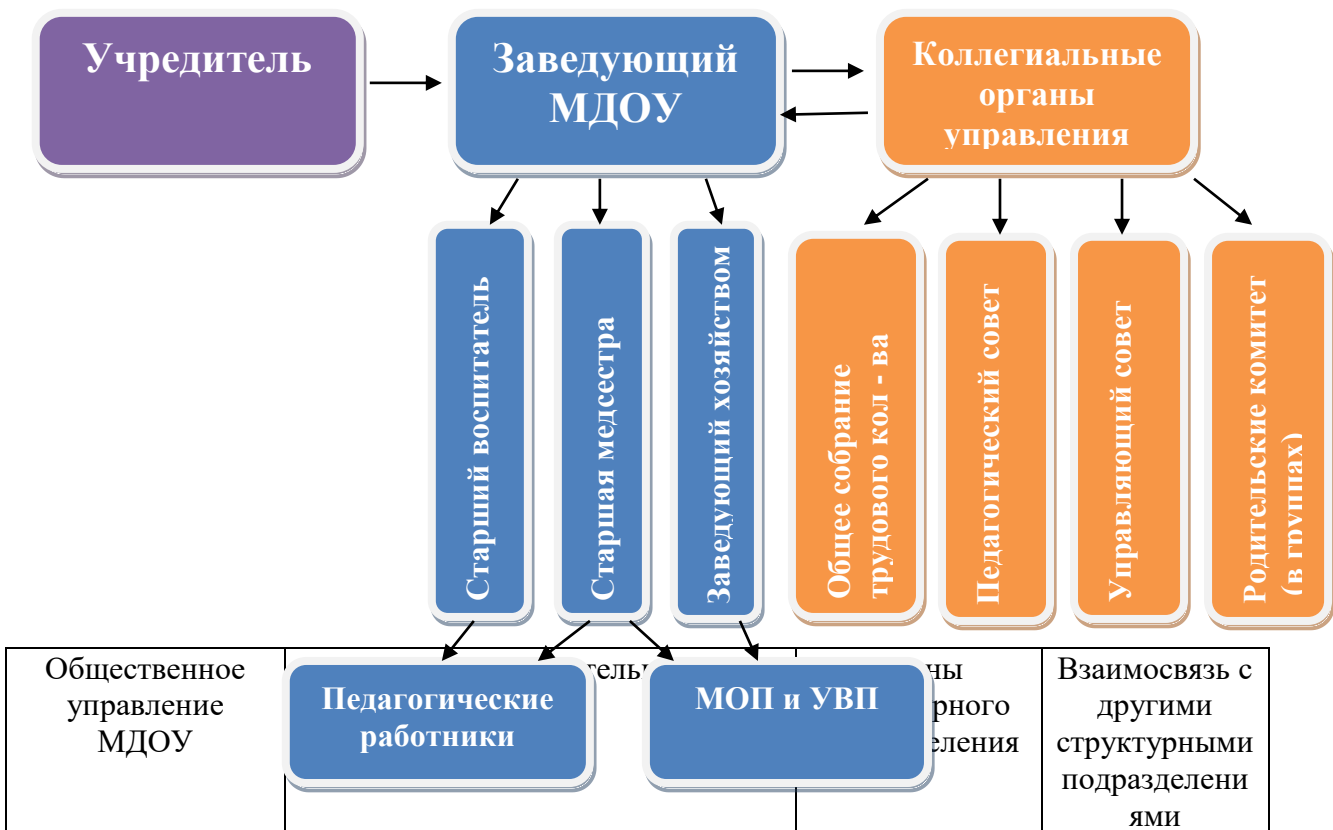 Учредитель
Заведующий
МДОУ
Коллегиальные
органы
управления
Старший воспитатель
Старшая медсестра
Заведующий хозяйством
Общее собрание
трудового кол - ва
Педагогический совет
Управляющий совет
Родительские комитет
(в группах)
Педагогические
работники
МОП и УВП
Общественное
управление
МДОУ
Взаимосвязь с
другими
структурными
подразделени
ями